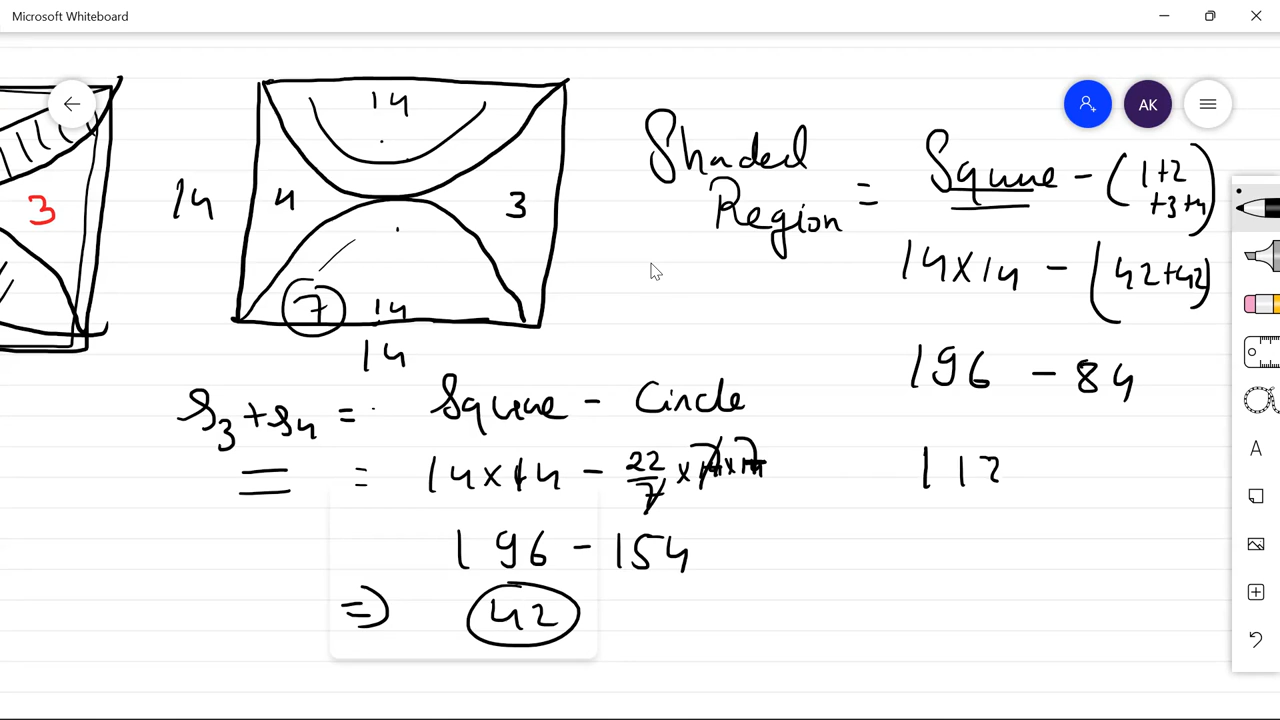 Microsoft Whiteboard
AK
3
14
14
4
3
7
14
14
Shaded
Region
= Square - (1+2
+3+4)
14×14 - (42+42)
196 - 84
112
S3+S4 = Square - Circle
= 14×14 - 22/7 × 7 × 7
196 - 154
⇒ 42
A